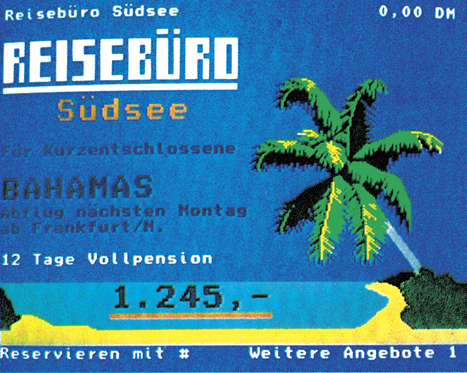 Reisebüro Südsee 0,00 DM
REISEBÜRO
Südsee
Für Kurzentschlossene
BAHAMAS
Abflug nächsten Montag
ab Frankfurt/M.
12 Tage Vollpension
1.245,-
Reservieren mit # Weitere Angebote 1